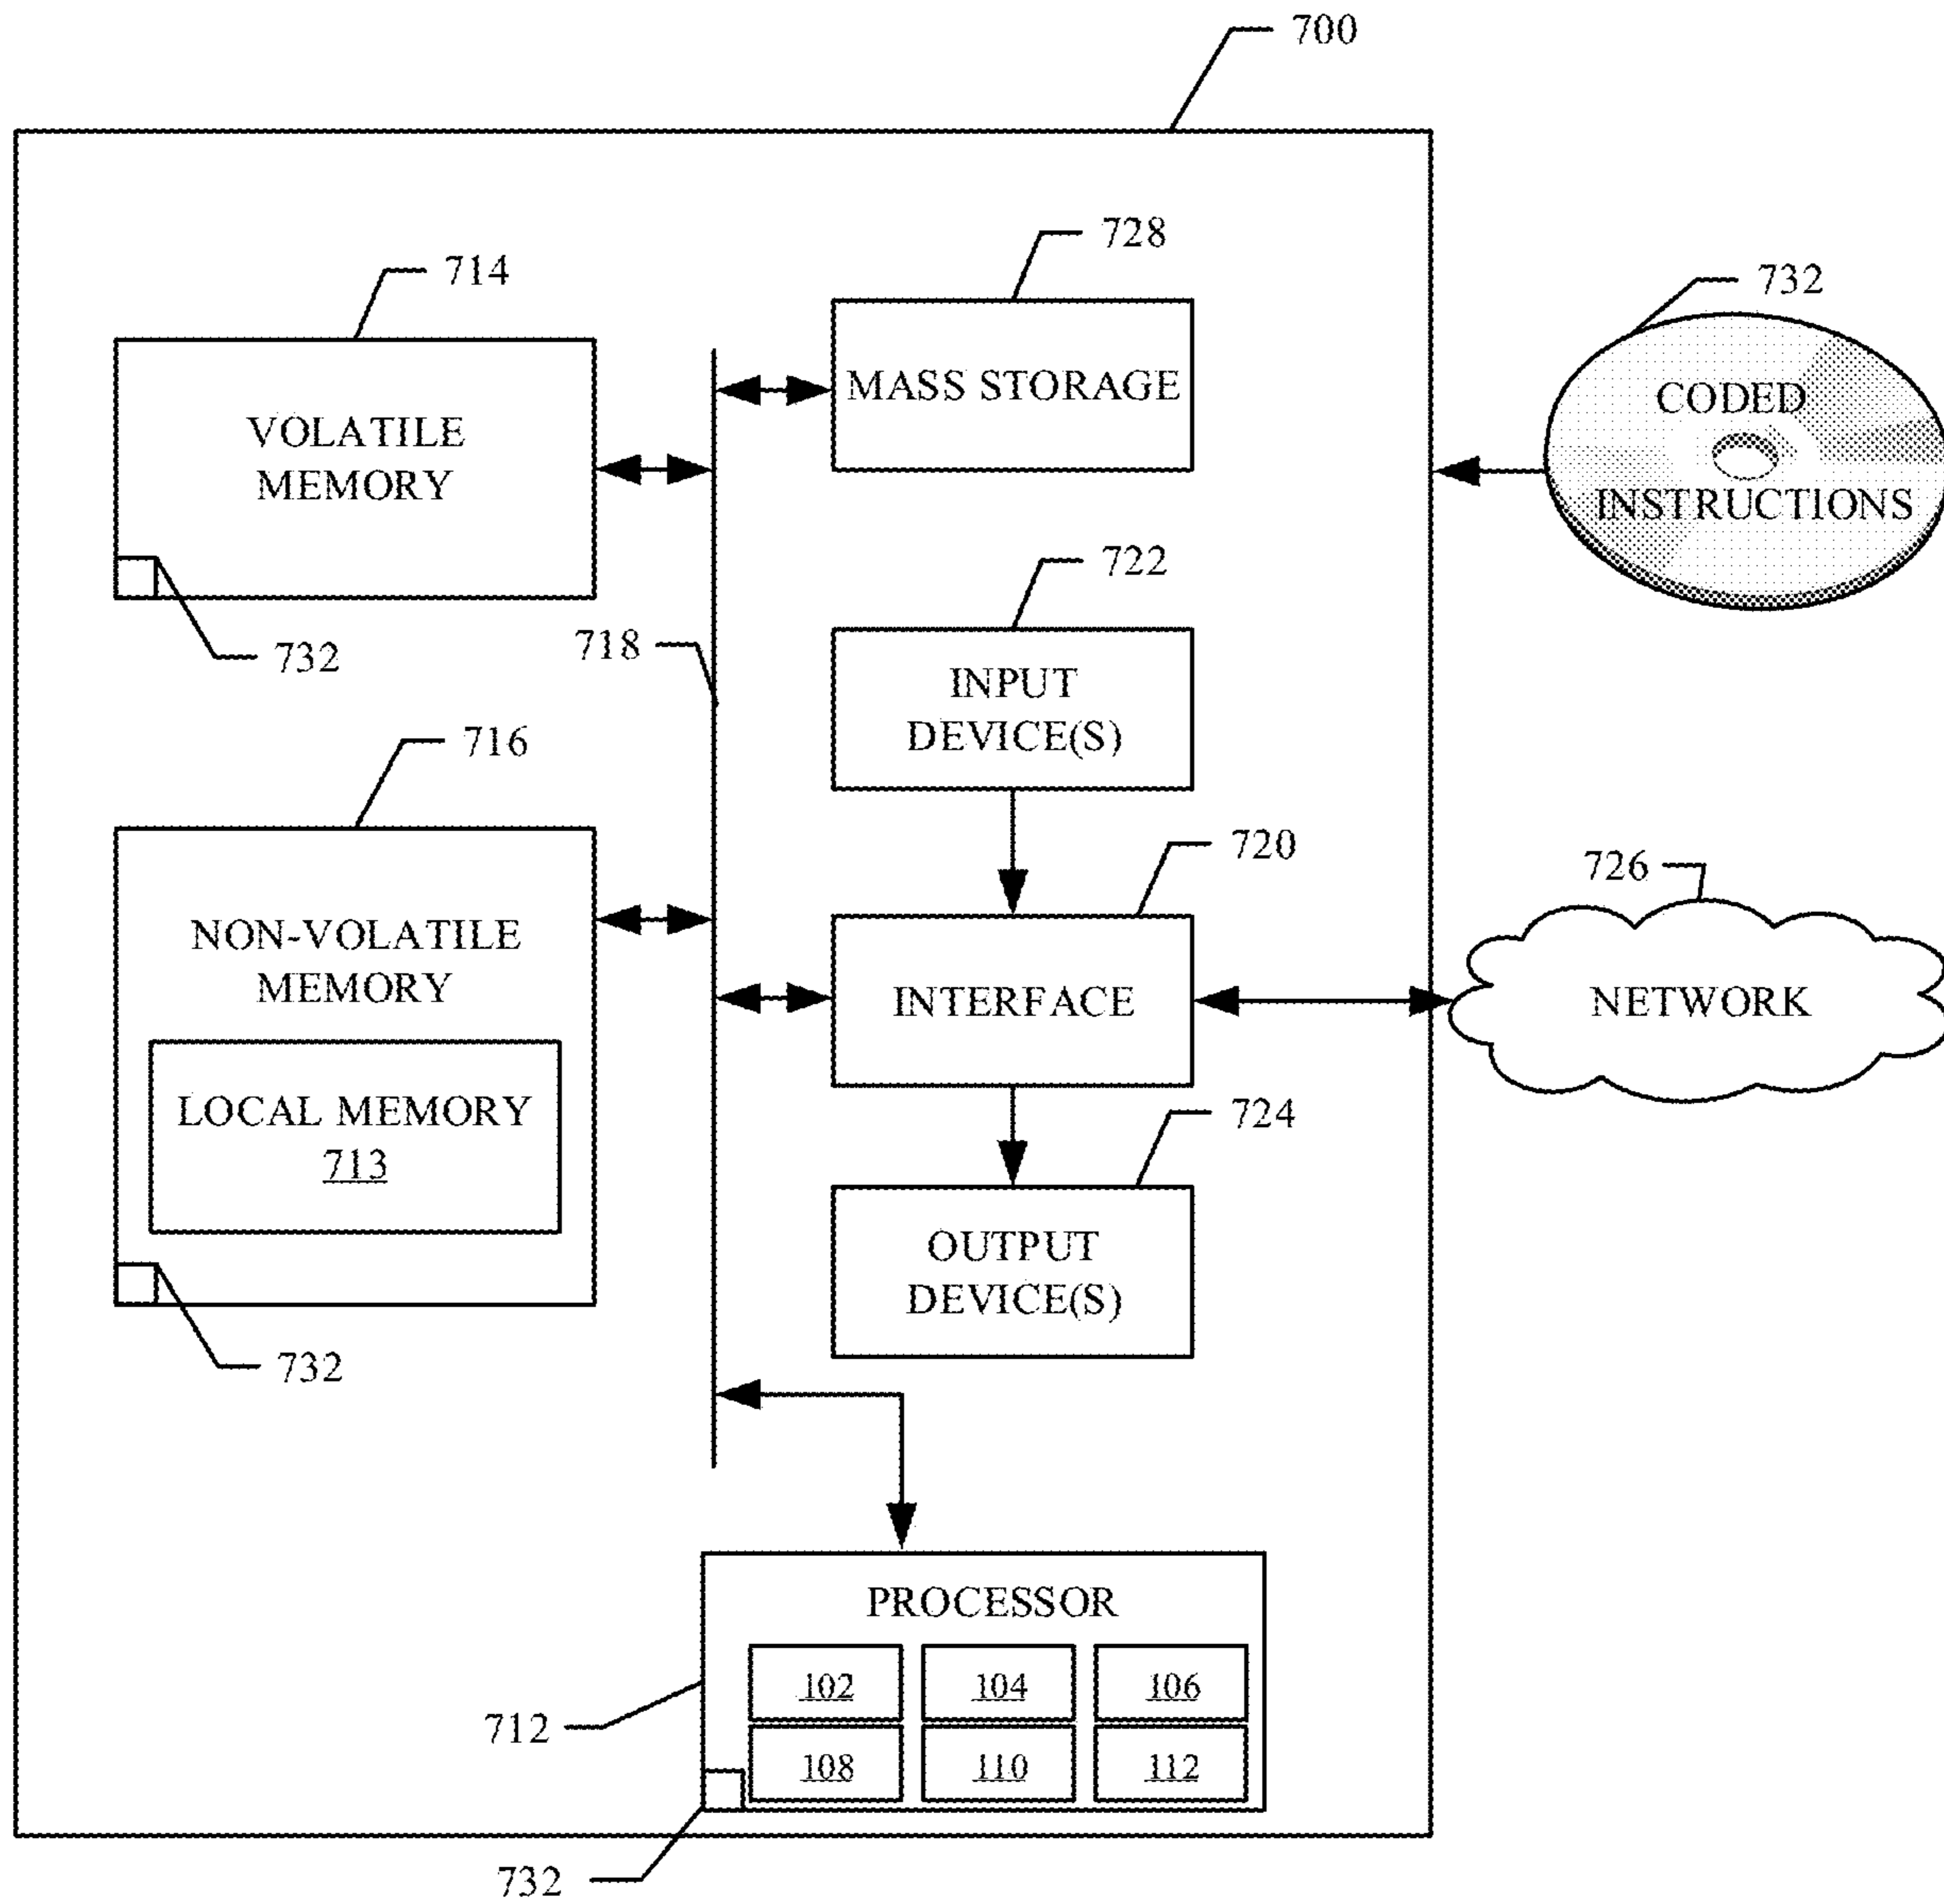 700
728
714
732
MASS STORAGE
CODED
INSTRUCTIONS
VOLATILE
MEMORY
722
732
718
INPUT
DEVICE(S)
716
720
726
NON-VOLATILE
MEMORY
INTERFACE
NETWORK
LOCAL MEMORY
713
724
OUTPUT
DEVICE(S)
732
PROCESSOR
102
104
106
712
108
110
112
732